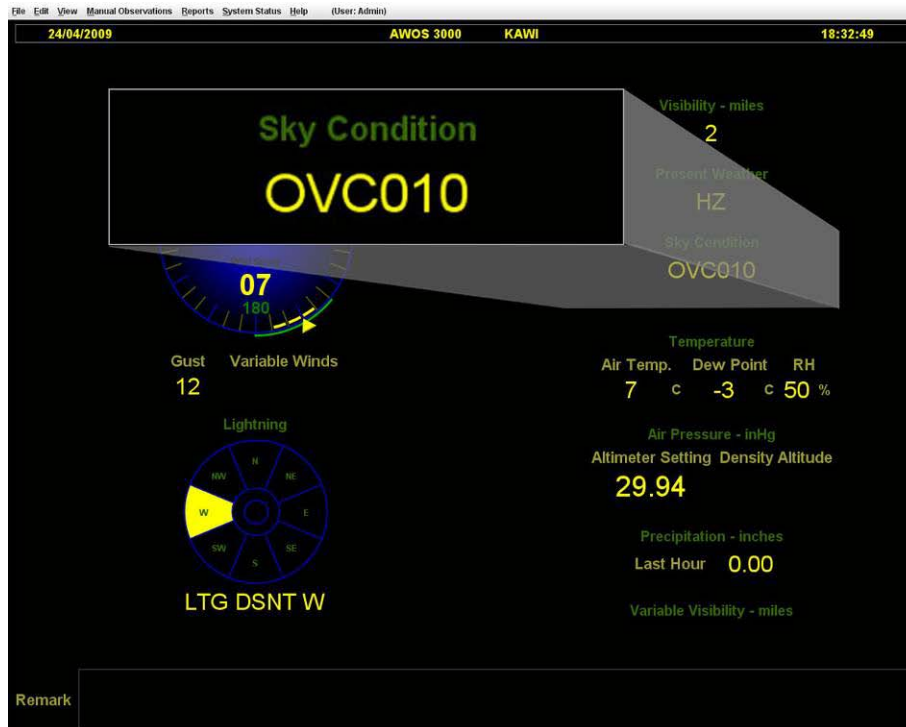 File Edit View Manual Observations Reports System Status Help (User: Admin)
24/04/2009 AWOS 3000 KAWI 18:32:49
Sky Condition
OVC010
Visibility - miles
2
Present Weather
HZ
Sky Condition
OVC010
07
180
Gust Variable Winds
12
Lightning
N
NW NE
W E
SW SE
S
LTG DSNT W
Temperature
Air Temp. Dew Point RH
7 C -3 C 50 %
Air Pressure - inHg
Altimeter Setting Density Altitude
29.94
Precipitation - inches
Last Hour 0.00
Variable Visibility - miles
Remark